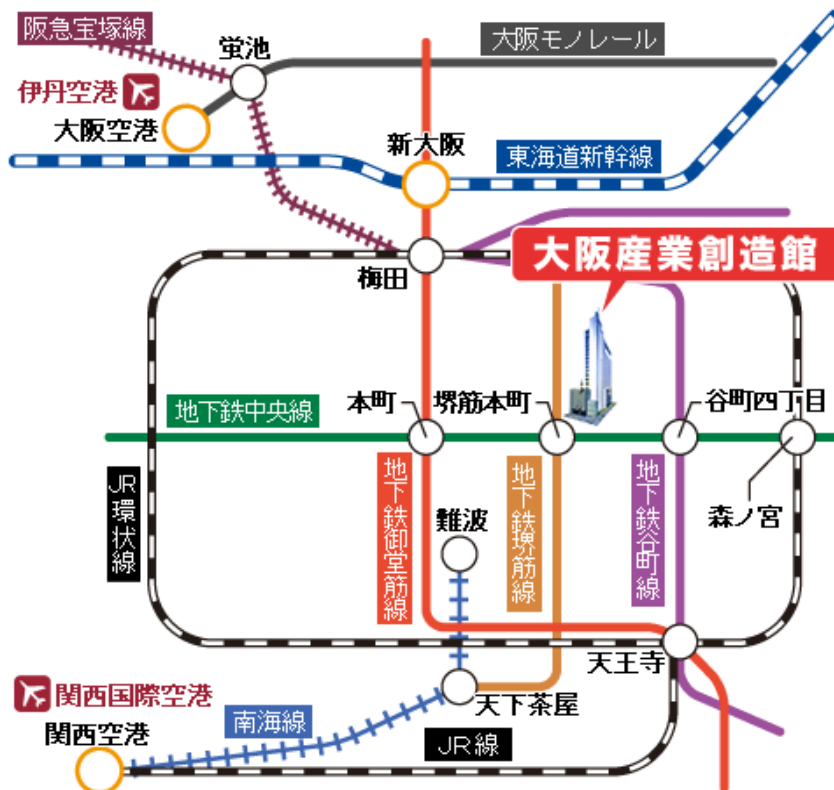 阪急宝塚線
大阪モノレール
蛍池
伊丹空港
大阪空港
新大阪
東海道新幹線
梅田
大阪産業創造館
地下鉄中央線
本町
堺筋本町
谷町四丁目
JR環状線
地下鉄御堂筋線
難波
地下鉄堺筋線
地下鉄谷町線
森ノ宮
天王寺
関西国際空港
南海線
天下茶屋
関西空港
JR線